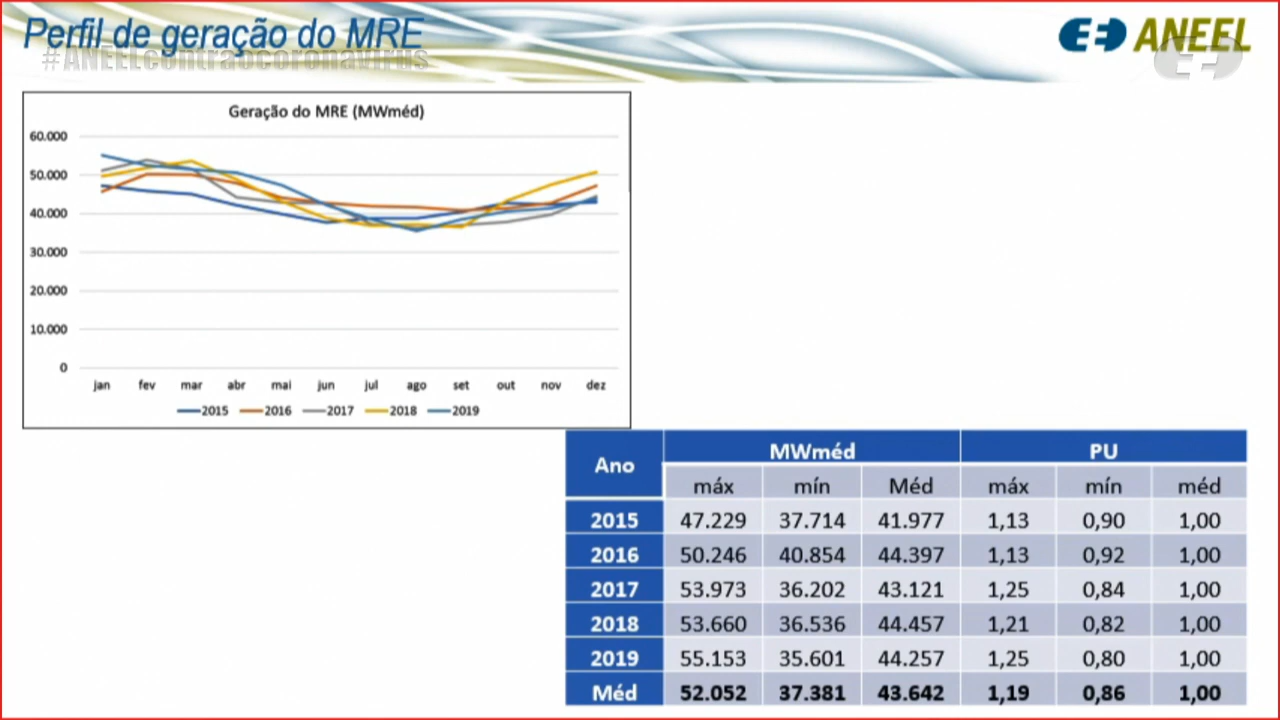 Perfil de geração do MRE
#ANEELcontraocoronavirus
ANEEL
Geração do MRE (MWméd)
60.000
50.000
40.000
30.000
20.000
10.000
0
jan fev mar abr mai jun jul ago set out nov dez
2015 2016 2017 2018 2019
Ano MWméd PU
máx mín Méd máx mín méd
2015 47.229 37.714 41.977 1,13 0,90 1,00
2016 50.246 40.854 44.397 1,13 0,92 1,00
2017 53.973 36.202 43.121 1,25 0,84 1,00
2018 53.660 36.536 44.457 1,21 0,82 1,00
2019 55.153 35.601 44.257 1,25 0,80 1,00
Méd 52.052 37.381 43.642 1,19 0,86 1,00